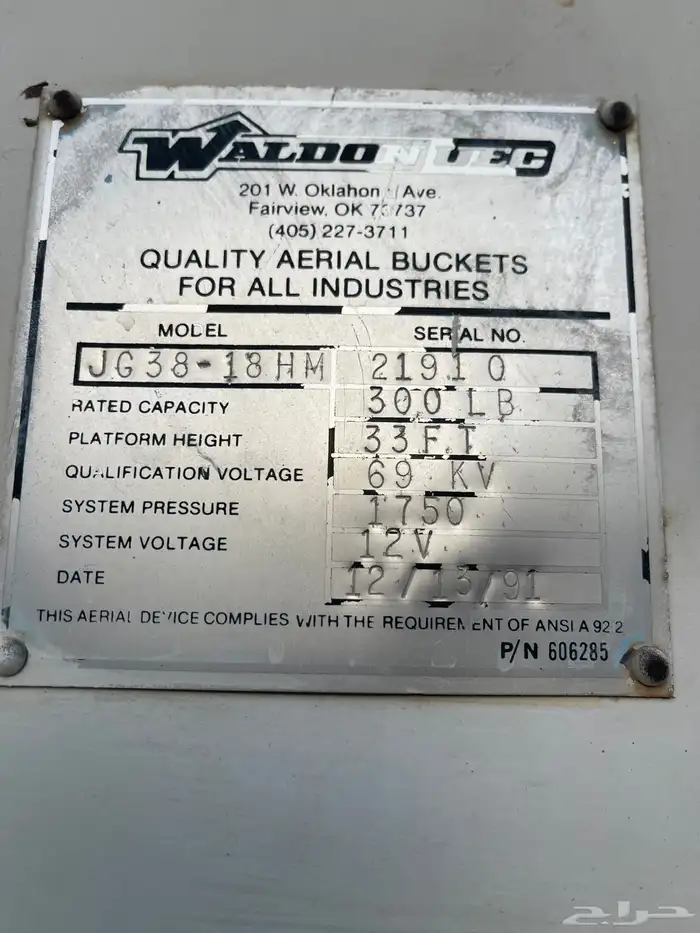 WALDON UEC
201 W. Oklahon Ave.
Fairview, OK 73737
(405) 227-3711
QUALITY AERIAL BUCKETS
FOR ALL INDUSTRIES
MODEL SERIAL NO.
JG38-18HM 21910
RATED CAPACITY 300 LB
PLATFORM HEIGHT 33FT
QUALIFICATION VOLTAGE 69 KV
SYSTEM PRESSURE 1750
SYSTEM VOLTAGE 12V
DATE 12/13/91
THIS AERIAL DEVICE COMPLIES WITH THE REQUIREMENT OF ANSI A 92.2
P/N 606285
حراج